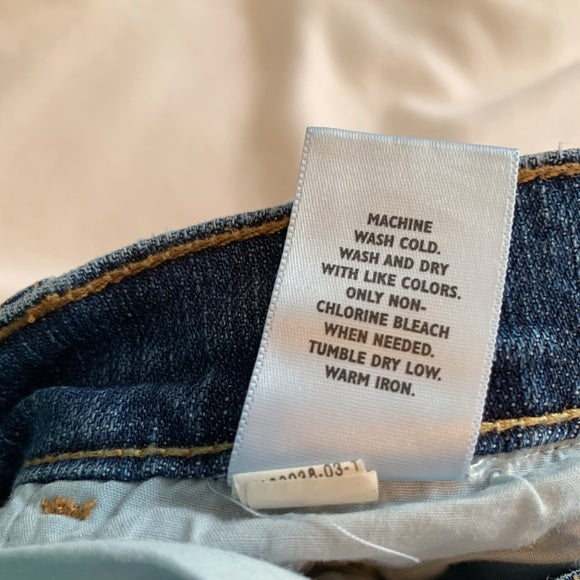 MACHINE
WASH COLD.
WASH AND DRY
WITH LIKE COLORS.
ONLY NON-
CHLORINE BLEACH
WHEN NEEDED.
TUMBLE DRY LOW.
WARM IRON.